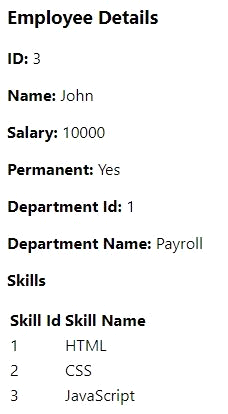 Employee Details
ID: 3
Name: John
Salary: 10000
Permanent: Yes
Department Id: 1
Department Name: Payroll
Skills
Skill Id Skill Name
1 HTML
2 CSS
3 JavaScript